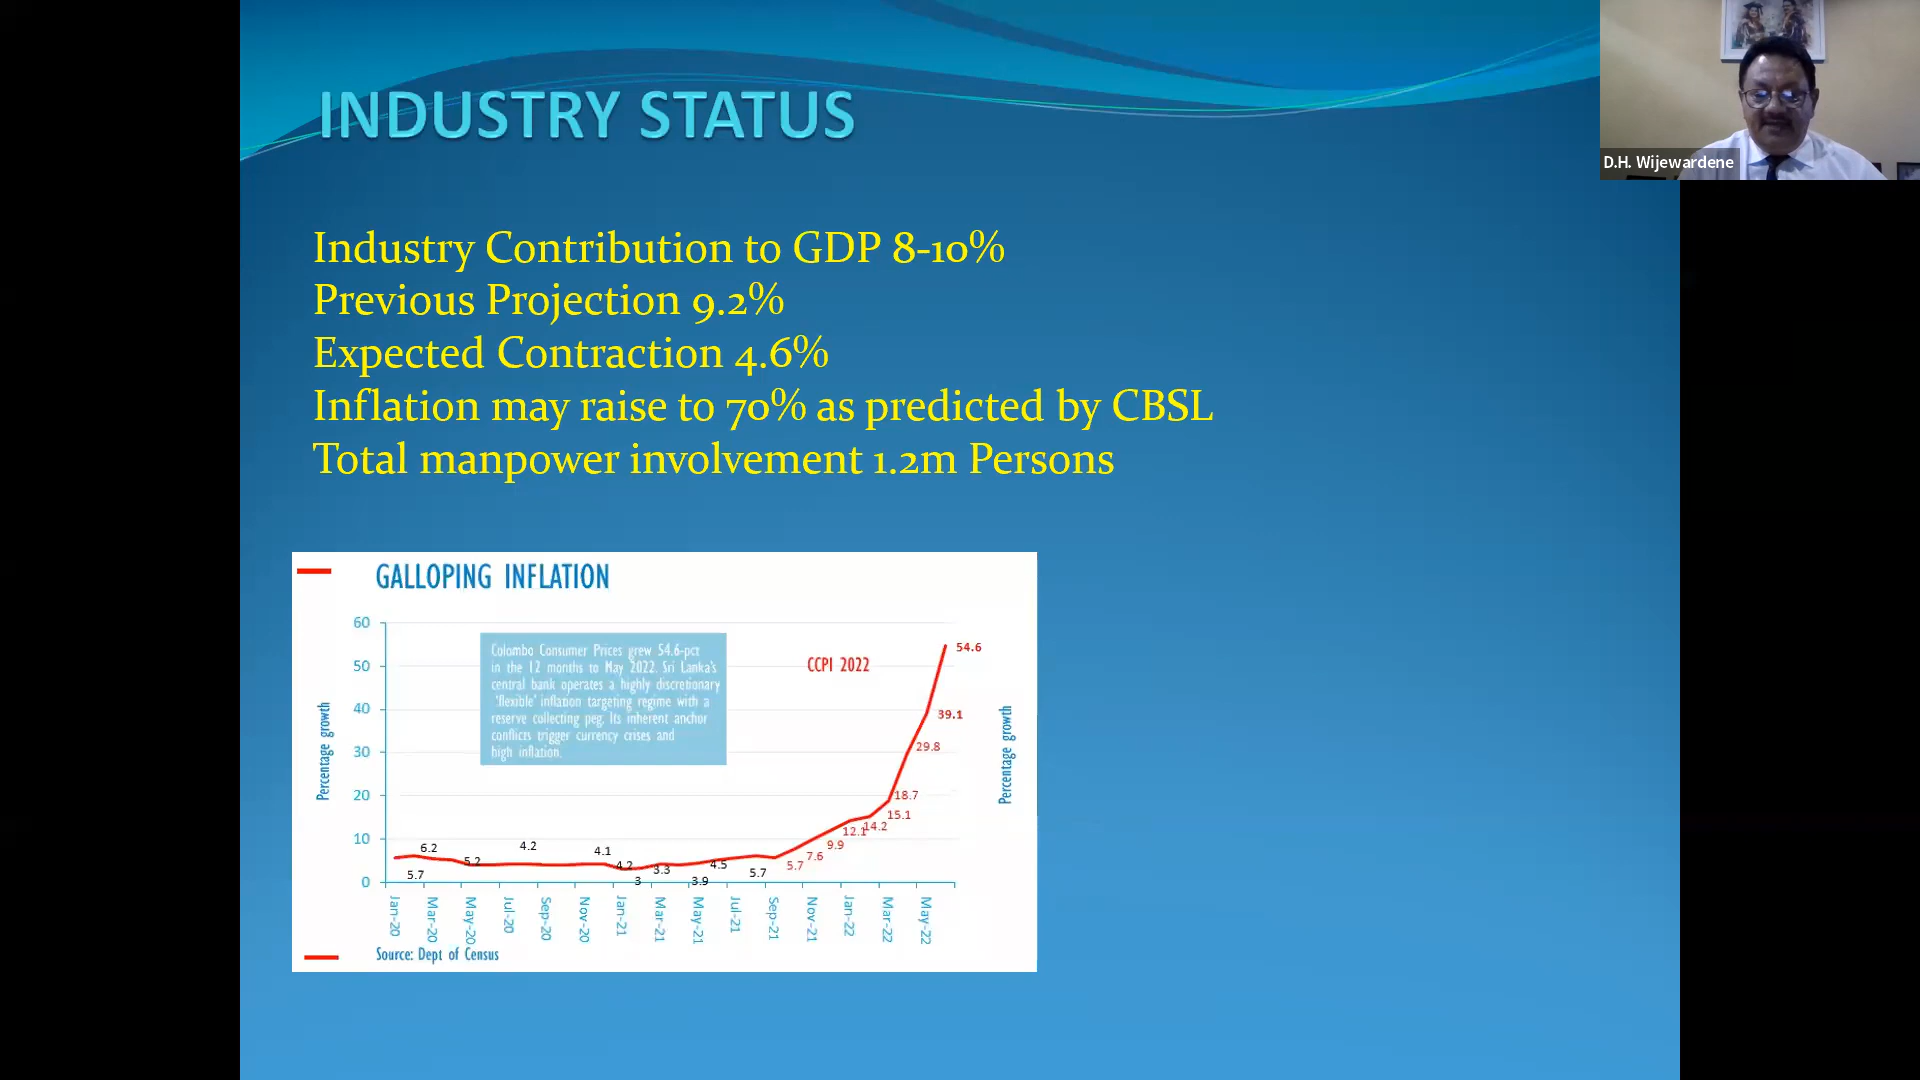 INDUSTRY STATUS
D.H. Wijewardene
Industry Contribution to GDP 8-10%
Previous Projection 9.2%
Expected Contraction 4.6%
Inflation may raise to 70% as predicted by CBSL
Total manpower involvement 1.2m Persons
GALLOPING INFLATION
60
50
40
30
20
10
0
Percentage growth
Colombo Consumer Prices grew 54.6-pct
in the 12 months to May 2022. Sri Lanka's
central bank operates a highly discretionary
'flexible' inflation targeting regime with a
reserve collecting peg. Its inherent anchor
conflicts trigger currency crises and
high inflation.
CCPI 2022
54.6
39.1
29.8
18.7
15.1
14.2
12.1
9.9
7.6
5.7
5.7
4.5
3.9
3.3
3
4.2
4.1
4.2
5.2
6.2
5.7
Percentage growth
Jan-20
Mar-20
May-20
Jul-20
Sep-20
Nov-20
Jan-21
Mar-21
May-21
Jul-21
Sep-21
Nov-21
Jan-22
Mar-22
May-22
Source: Dept of Census